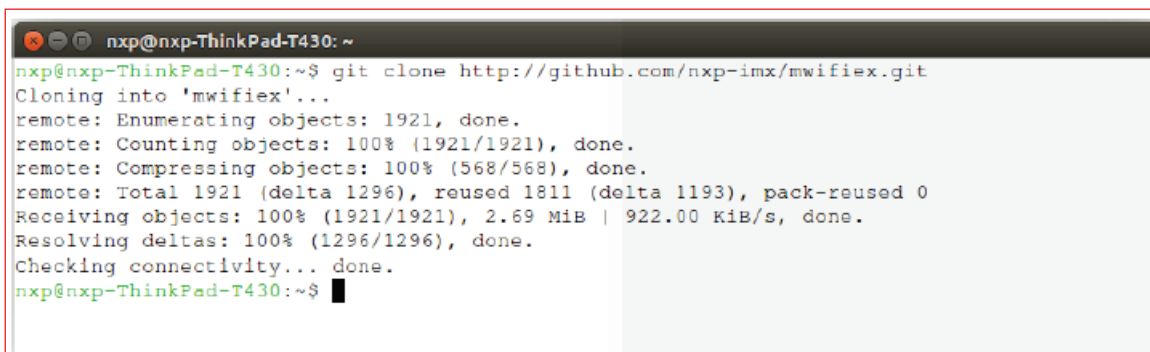 nxp@nxp-ThinkPad-T430: ~
nxp@nxp-ThinkPad-T430:~$ git clone http://github.com/nxp-imx/mwifiex.git
Cloning into 'mwifiex'...
remote: Enumerating objects: 1921, done.
remote: Counting objects: 100% (1921/1921), done.
remote: Compressing objects: 100% (568/568), done.
remote: Total 1921 (delta 1296), reused 1811 (delta 1193), pack-reused 0
Receiving objects: 100% (1921/1921), 2.69 MiB | 922.00 KiB/s, done.
Resolving deltas: 100% (1296/1296), done.
Checking connectivity... done.
nxp@nxp-ThinkPad-T430:~$